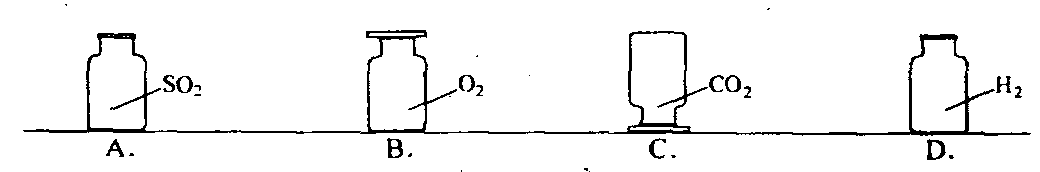 SO₂ O₂ CO₂ H₂
A. B. C. D.